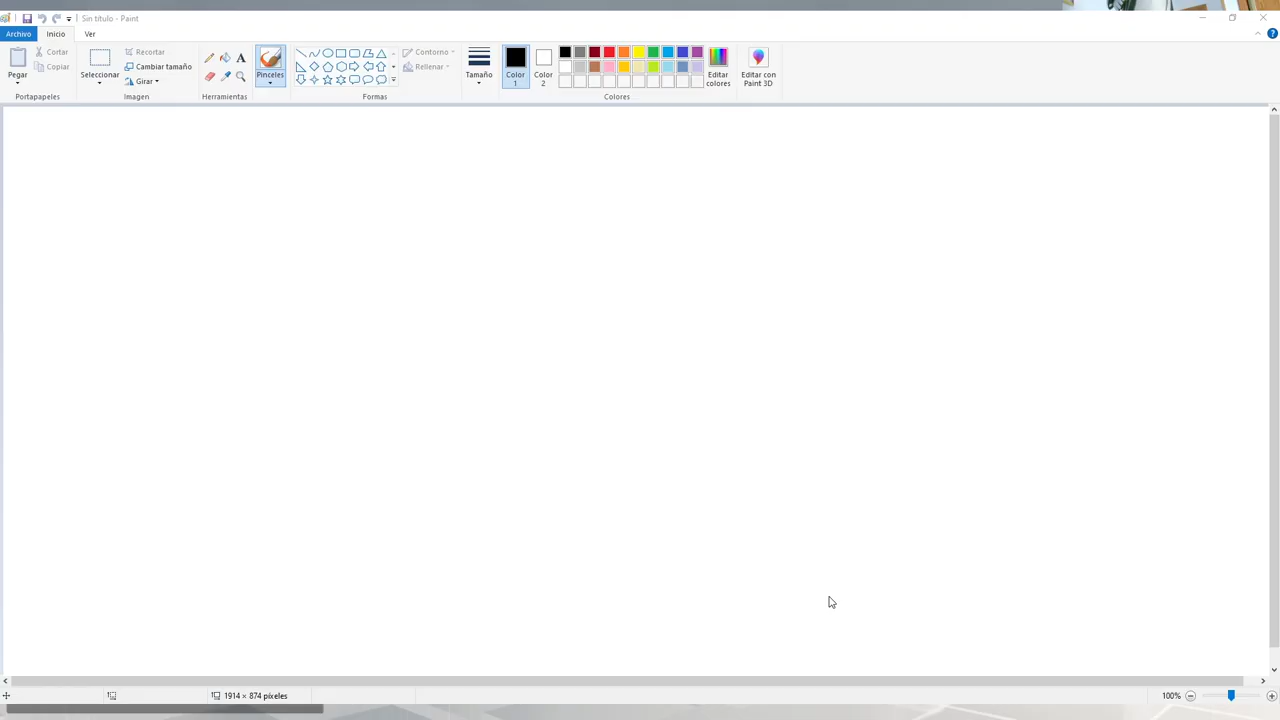 Sin título - Paint
Archivo Inicio Ver
Pegar
Cortar
Copiar
Portapapeles
Seleccionar
Recortar
Cambiar tamaño
Girar
Imagen
A
Herramientas
Pinceles
Contorno
Rellenar
Formas
Tamaño
Color 1
Color 2
Editar colores
Colores
Editar con Paint 3D
1914 × 874 píxeles
100%